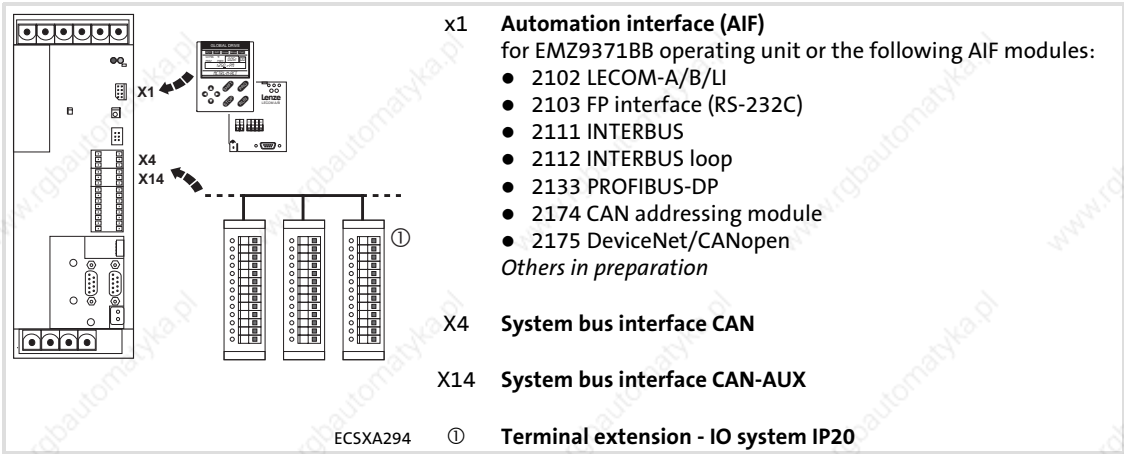 x1 Automation interface (AIF)
for EMZ9371BB operating unit or the following AIF modules:
● 2102 LECOM-A/B/LI
● 2103 FP interface (RS-232C)
● 2111 INTERBUS
● 2112 INTERBUS loop
● 2133 PROFIBUS-DP
● 2174 CAN addressing module
● 2175 DeviceNet/CANopen
Others in preparation
X4 System bus interface CAN
X14 System bus interface CAN-AUX
ECSXA294 ① Terminal extension - IO system IP20
GLOBAL DRIVE
Lenze
X1
X4
X14
①
www.rgbautomatyka.pl